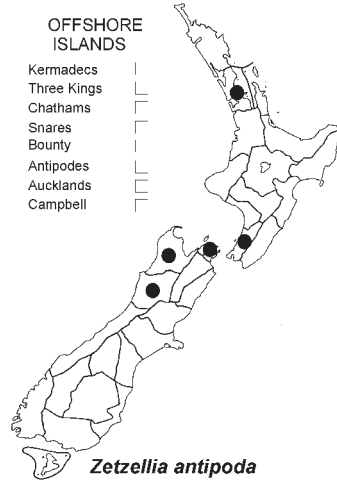 OFFSHORE
ISLANDS
Kermadecs
Three Kings
Chathams
Snares
Bounty
Antipodes
Aucklands
Campbell
Zetzellia antipoda